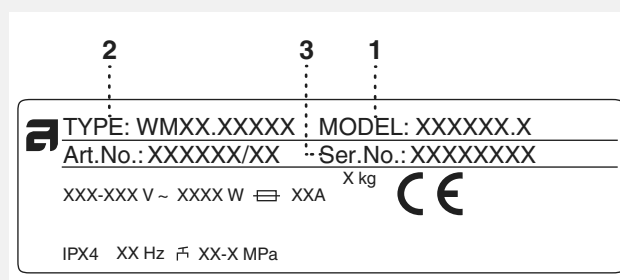 2 3 1
TYPE: WMXX.XXXXX MODEL: XXXXXX.X
Art.No.: XXXXXX/XX Ser.No.: XXXXXXXX
X kg
XXX-XXX V ~ XXXX W XXA CE
IPX4 XX Hz XX-X MPa